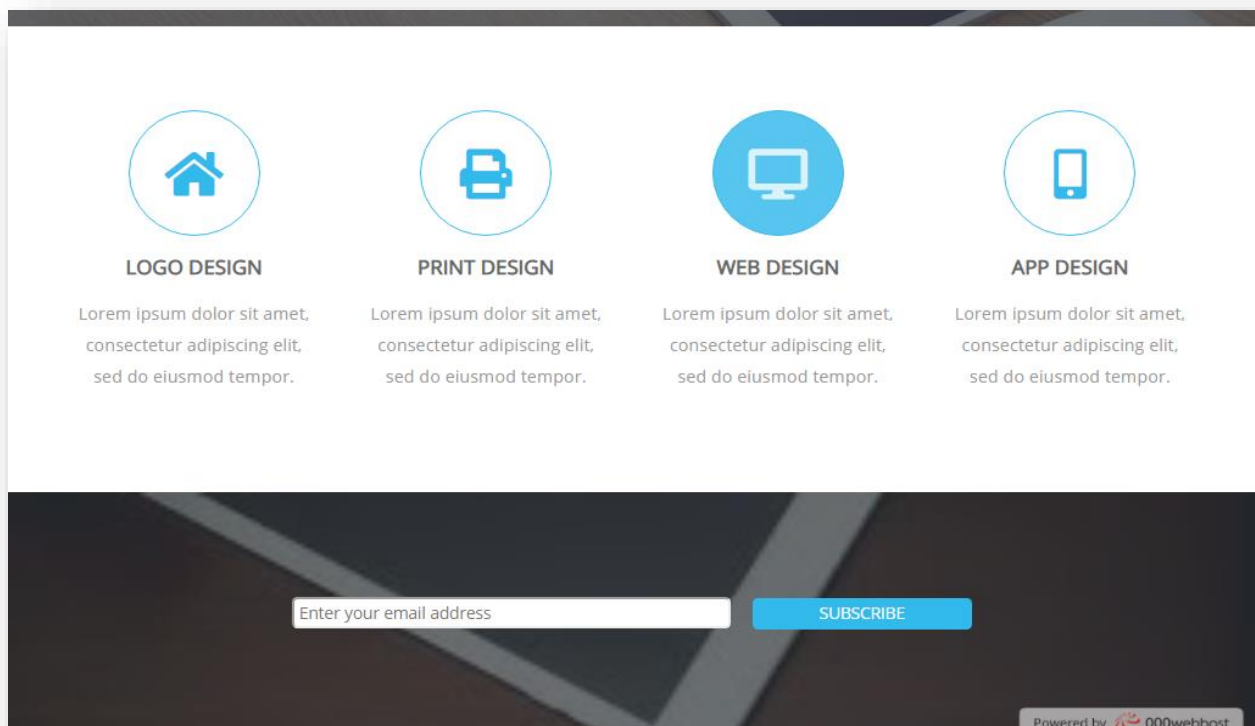 LOGO DESIGN
Lorem ipsum dolor sit amet,
consectetur adipiscing elit,
sed do eiusmod tempor.
PRINT DESIGN
Lorem ipsum dolor sit amet,
consectetur adipiscing elit,
sed do eiusmod tempor.
WEB DESIGN
Lorem ipsum dolor sit amet,
consectetur adipiscing elit,
sed do eiusmod tempor.
APP DESIGN
Lorem ipsum dolor sit amet,
consectetur adipiscing elit,
sed do eiusmod tempor.
Enter your email address
SUBSCRIBE
Powered by 000webhost